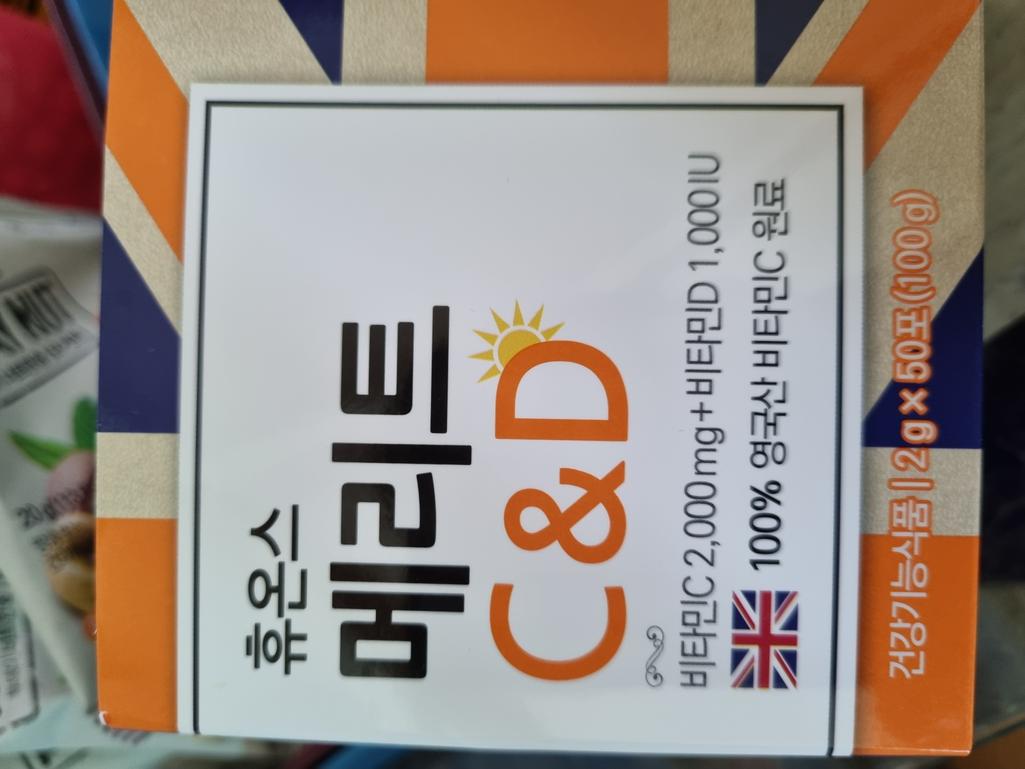 휴온스
메리트
C&D
비타민C 2,000mg+비타민D 1,000IU
100% 영국산 비타민C 원료
건강기능식품 | 2g×50포(100g)
20g